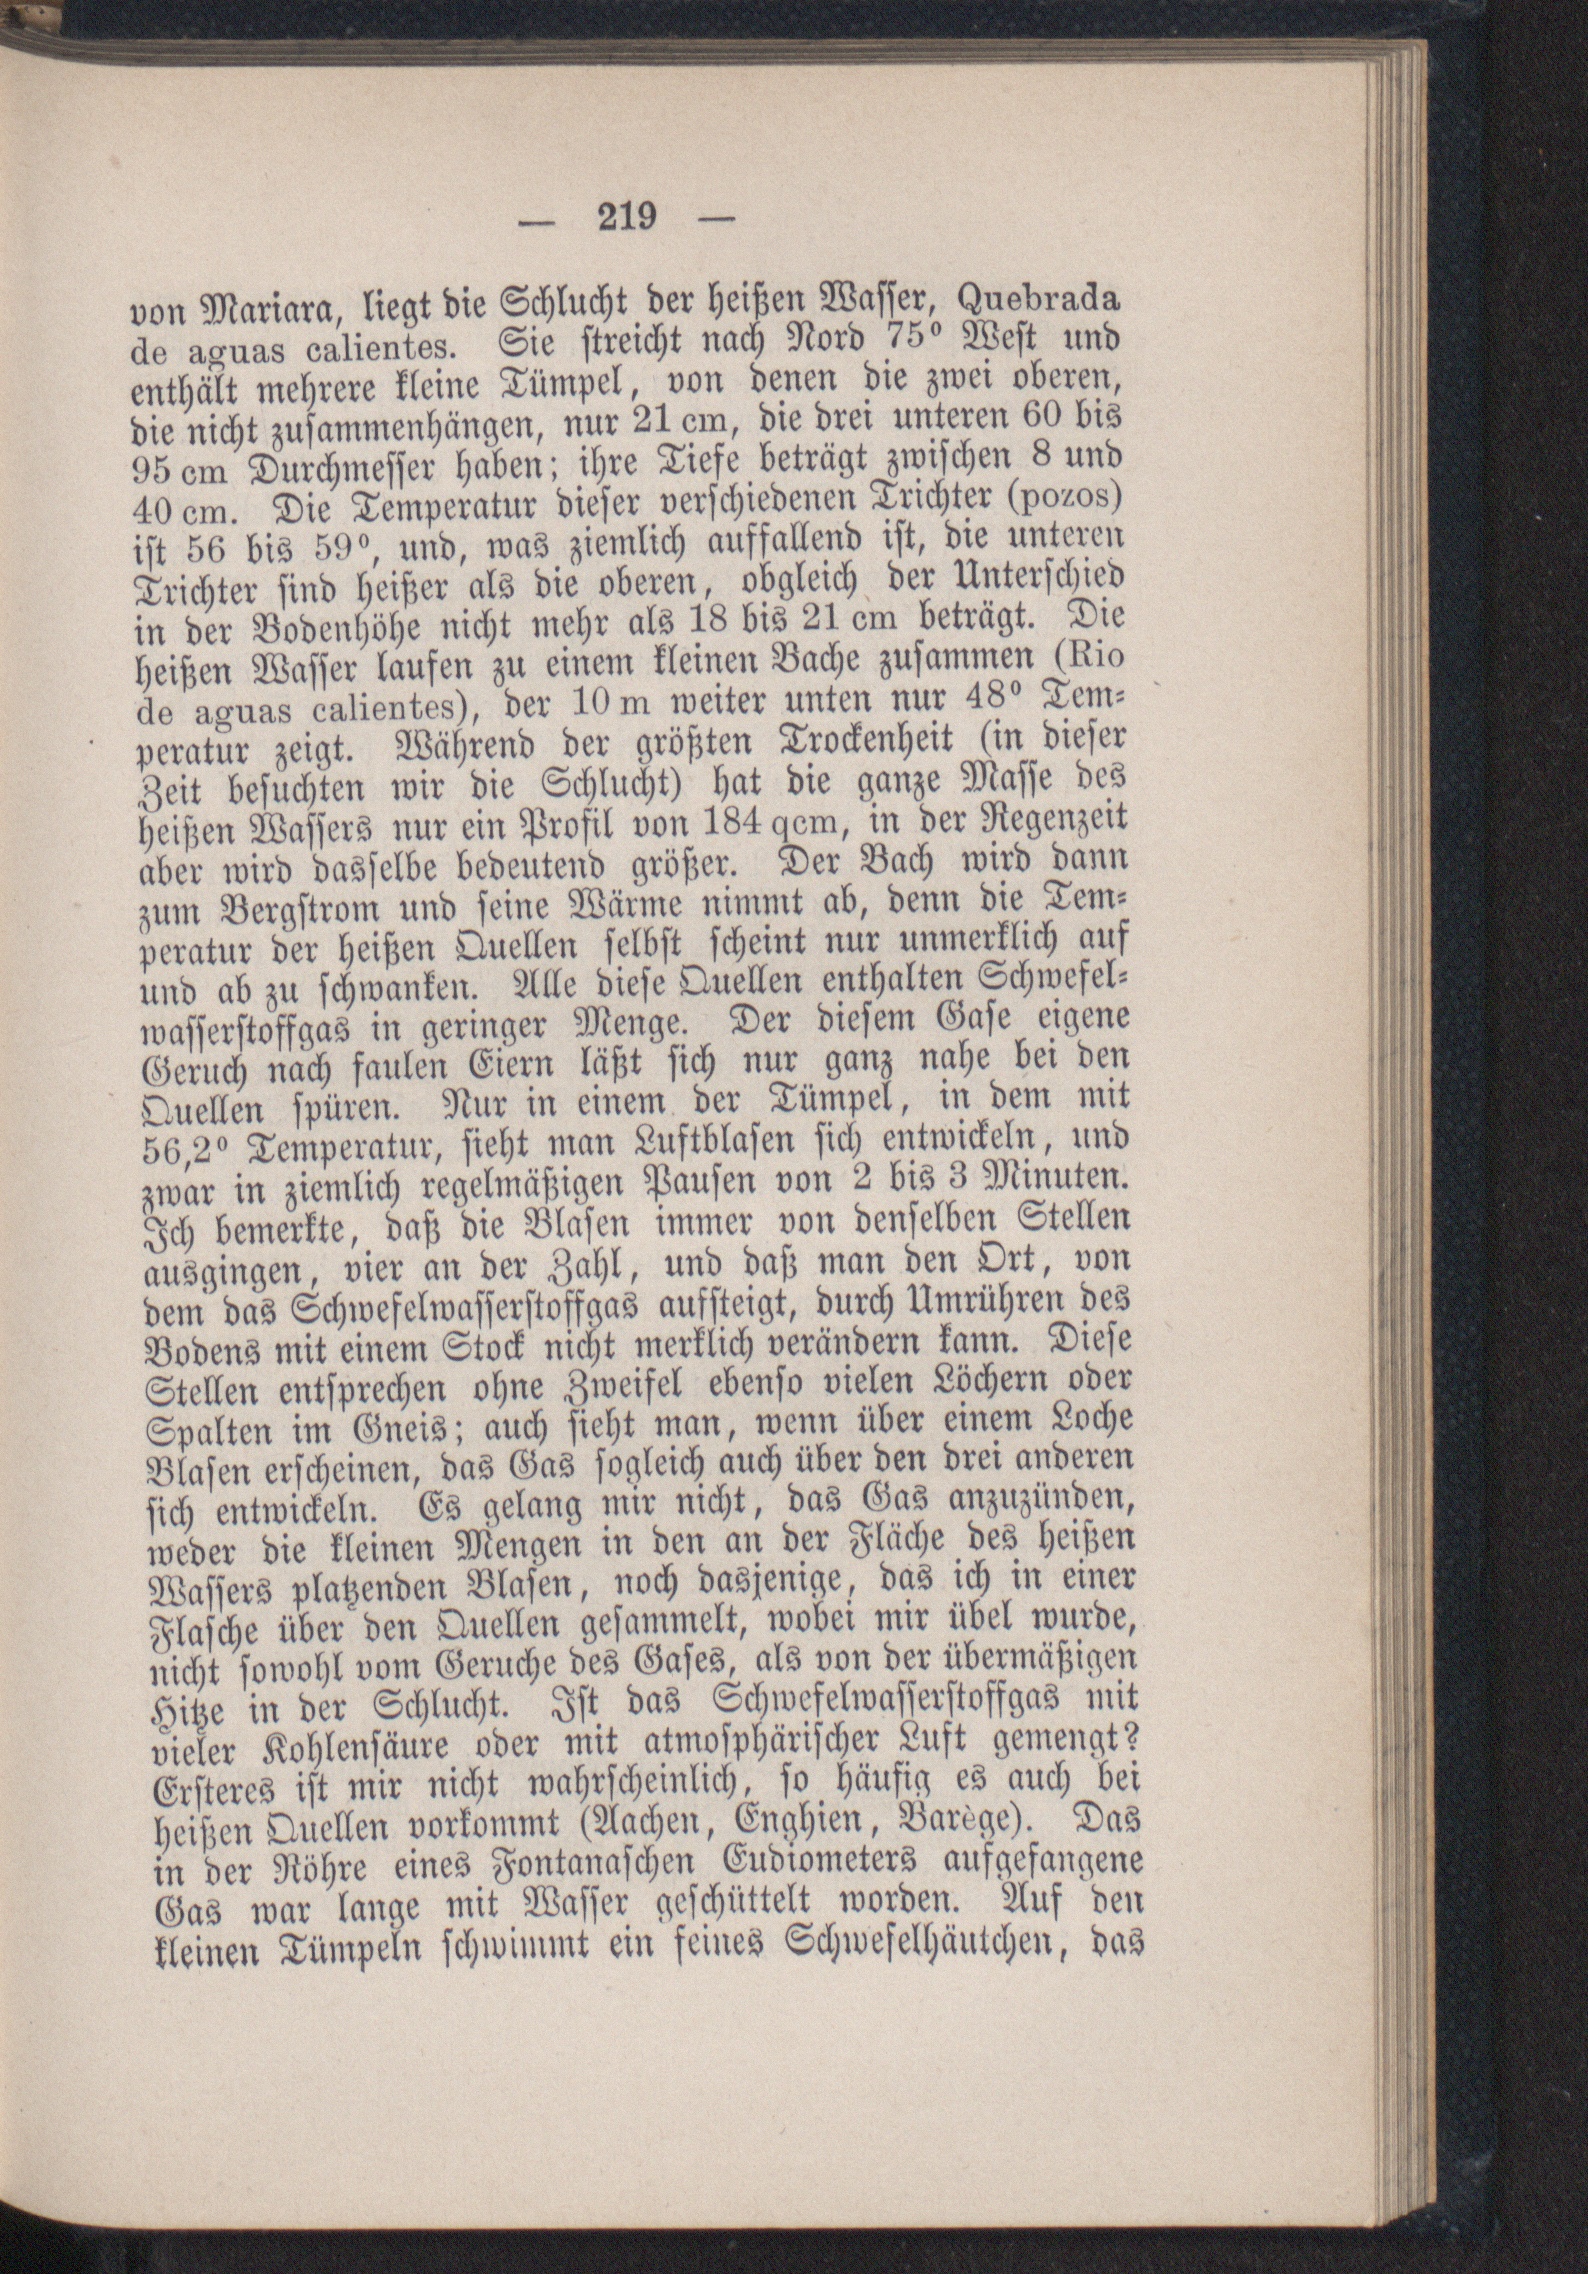 — 219 —
von Mariara, liegt die Schlucht der heißen Wasser, Quebrada
de aguas calientes. Sie streicht nach Nord 75° West und
enthält mehrere kleine Tümpel, von denen die zwei oberen,
die nicht zusammenhängen, nur 21 cm, die drei unteren 60 bis
95 cm Durchmesser haben; ihre Tiefe beträgt zwischen 8 und
40 cm. Die Temperatur dieser verschiedenen Trichter (pozos)
ist 56 bis 59°, und, was ziemlich auffallend ist, die unteren
Trichter sind heißer als die oberen, obgleich der Unterschied
in der Bodenhöhe nicht mehr als 18 bis 21 cm beträgt. Die
heißen Wasser laufen zu einem kleinen Bache zusammen (Rio
de aguas calientes), der 10 m weiter unten nur 48° Tem-
peratur zeigt. Während der größten Trockenheit (in dieser
Zeit besuchten wir die Schlucht) hat die ganze Masse des
heißen Wassers nur ein Profil von 184 qcm, in der Regenzeit
aber wird dasselbe bedeutend größer. Der Bach wird dann
zum Bergstrom und seine Wärme nimmt ab, denn die Tem-
peratur der heißen Quellen selbst scheint nur unmerklich auf
und ab zu schwanken. Alle diese Quellen enthalten Schwefel-
wasserstoffgas in geringer Menge. Der diesem Gase eigene
Geruch nach faulen Eiern läßt sich nur ganz nahe bei den
Quellen spüren. Nur in einem der Tümpel, in dem mit
56,2° Temperatur, sieht man Luftblasen sich entwickeln, und
zwar in ziemlich regelmäßigen Pausen von 2 bis 3 Minuten.
Ich bemerkte, daß die Blasen immer von denselben Stellen
ausgingen, vier an der Zahl, und daß man den Ort, von
dem das Schwefelwasserstoffgas aufsteigt, durch Umrühren des
Bodens mit einem Stock nicht merklich verändern kann. Diese
Stellen entsprechen ohne Zweifel ebenso vielen Löchern oder
Spalten im Gneis; auch sieht man, wenn über einem Loche
Blasen erscheinen, das Gas sogleich auch über den drei anderen
sich entwickeln. Es gelang mir nicht, das Gas anzuzünden,
weder die kleinen Mengen in den an der Fläche des heißen
Wassers platzenden Blasen, noch dasjenige, das ich in einer
Flasche über den Quellen gesammelt, wobei mir übel wurde,
nicht sowohl vom Geruche des Gases, als von der übermäßigen
Hitze in der Schlucht. Ist das Schwefelwasserstoffgas mit
vieler Kohlensäure oder mit atmosphärischer Luft gemengt?
Ersteres ist mir nicht wahrscheinlich, so häufig es auch bei
heißen Quellen vorkommt (Aachen, Enghien, Barège). Das
in der Röhre eines Fontanaschen Eudiometers aufgefangene
Gas war lange mit Wasser geschüttelt worden. Auf den
kleinen Tümpeln schwimmt ein feines Schwefelhäutchen, das